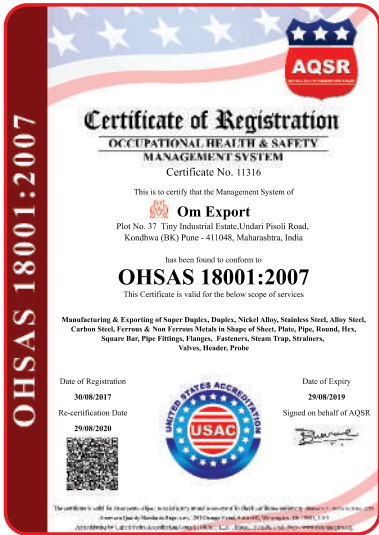 OHSAS 18001:2007
AQSR
Certificate of Registration
OCCUPATIONAL HEALTH & SAFETY
MANAGEMENT SYSTEM
Certificate No. 11316
This is to certify that the Management System of
Om Export
Plot No. 37 Tiny Industrial Estate,Undari Pisoli Road,
Kondhwa (BK) Pune - 411048, Maharashtra, India
has been found to conform to
OHSAS 18001:2007
This Certificate is valid for the below scope of services
Manufacturing & Exporting of Super Duplex, Duplex, Nickel Alloy, Stainless Steel, Alloy Steel,
Carbon Steel, Ferrous & Non Ferrous Metals in Shape of Sheet, Plate, Pipe, Round, Hex,
Square Bar, Pipe Fittings, Flanges, Fasteners, Steam Trap, Strainers,
Valves, Header, Probe
Date of Registration
30/08/2017
Re-certification Date
29/08/2020
UNITED STATES ACCREDITATION
USAC
Date of Expiry
29/08/2019
Signed on behalf of AQSR